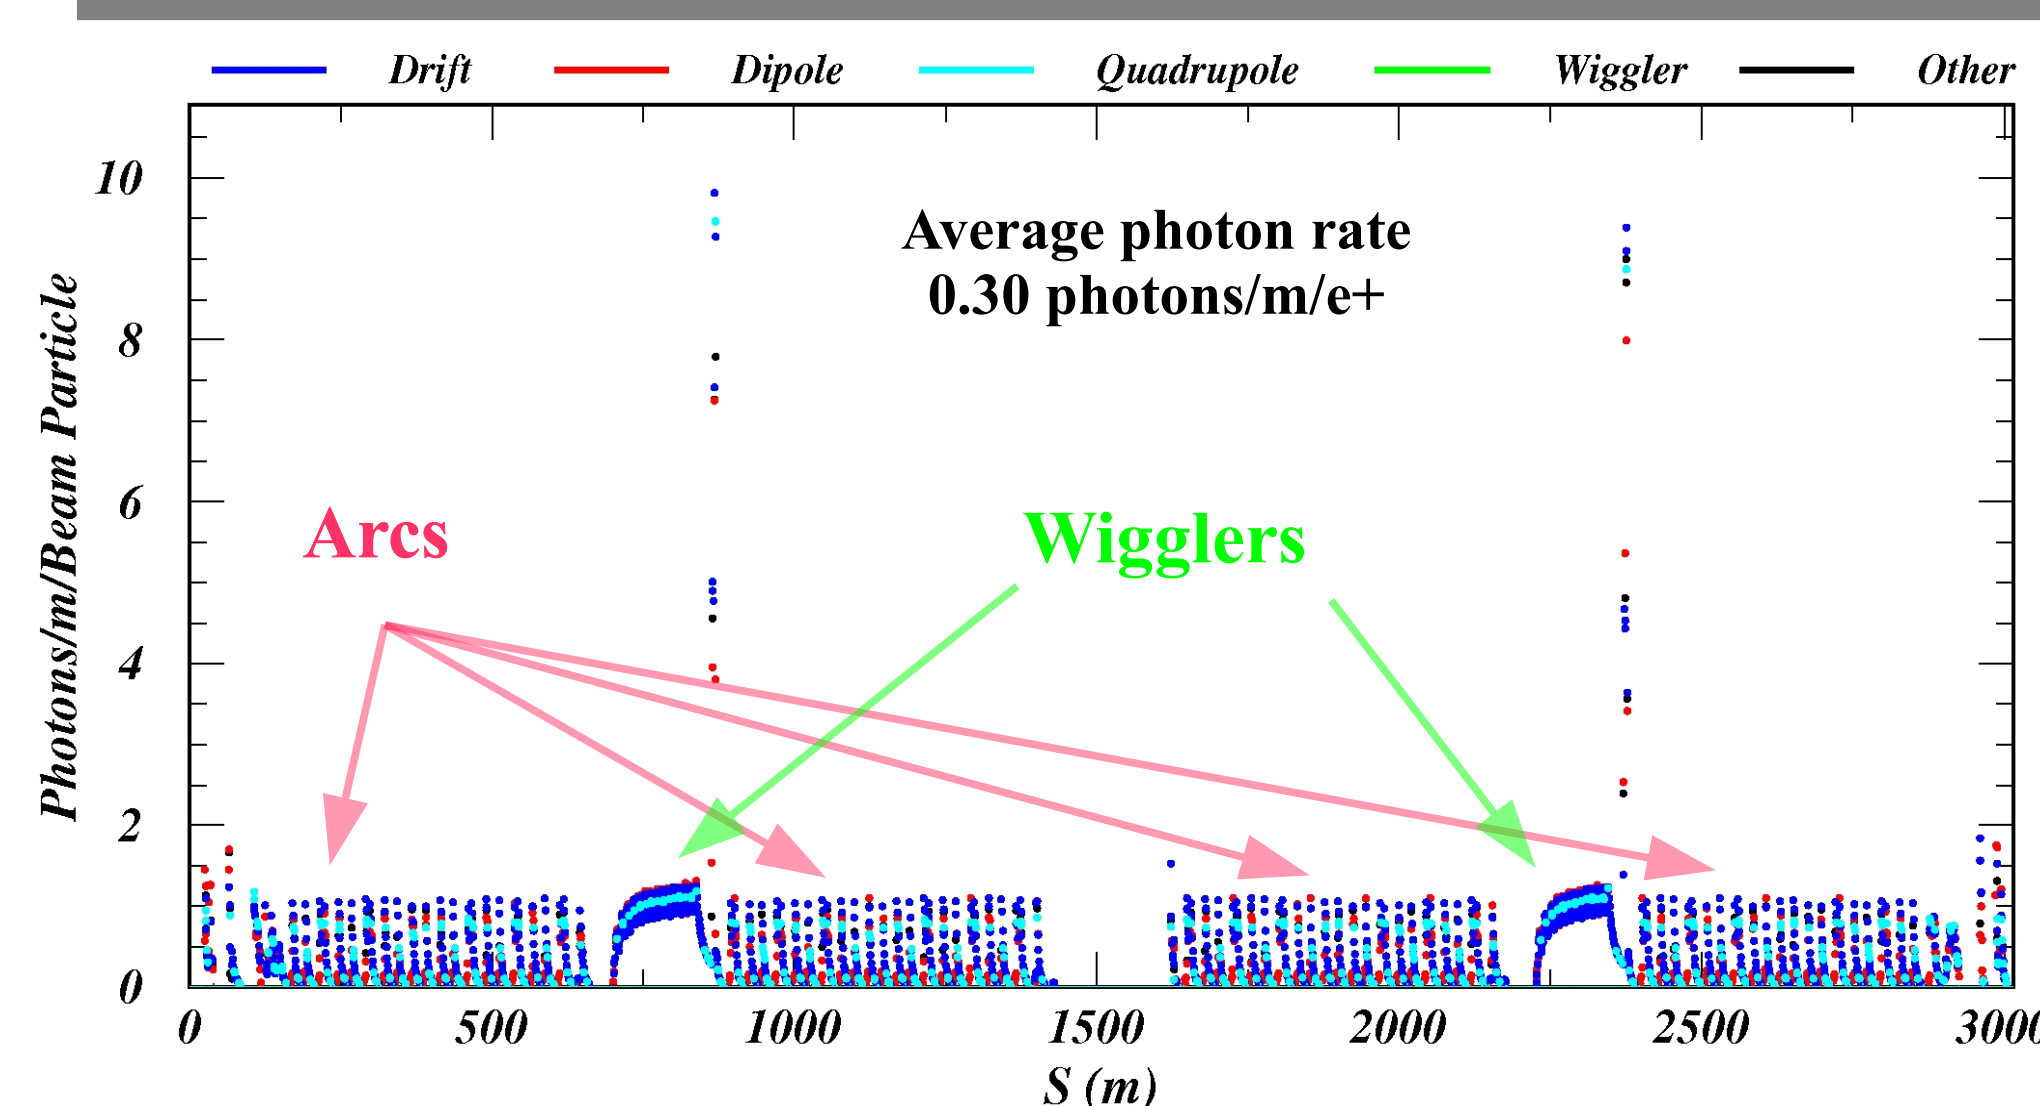 Drift Dipole Quadrupole Wiggler Other
10
8
6
4
2
0
Photons/m/Beam Particle
Average photon rate
0.30 photons/m/e+
Arcs
Wigglers
0 500 1000 1500 2000 2500 3000
S (m)